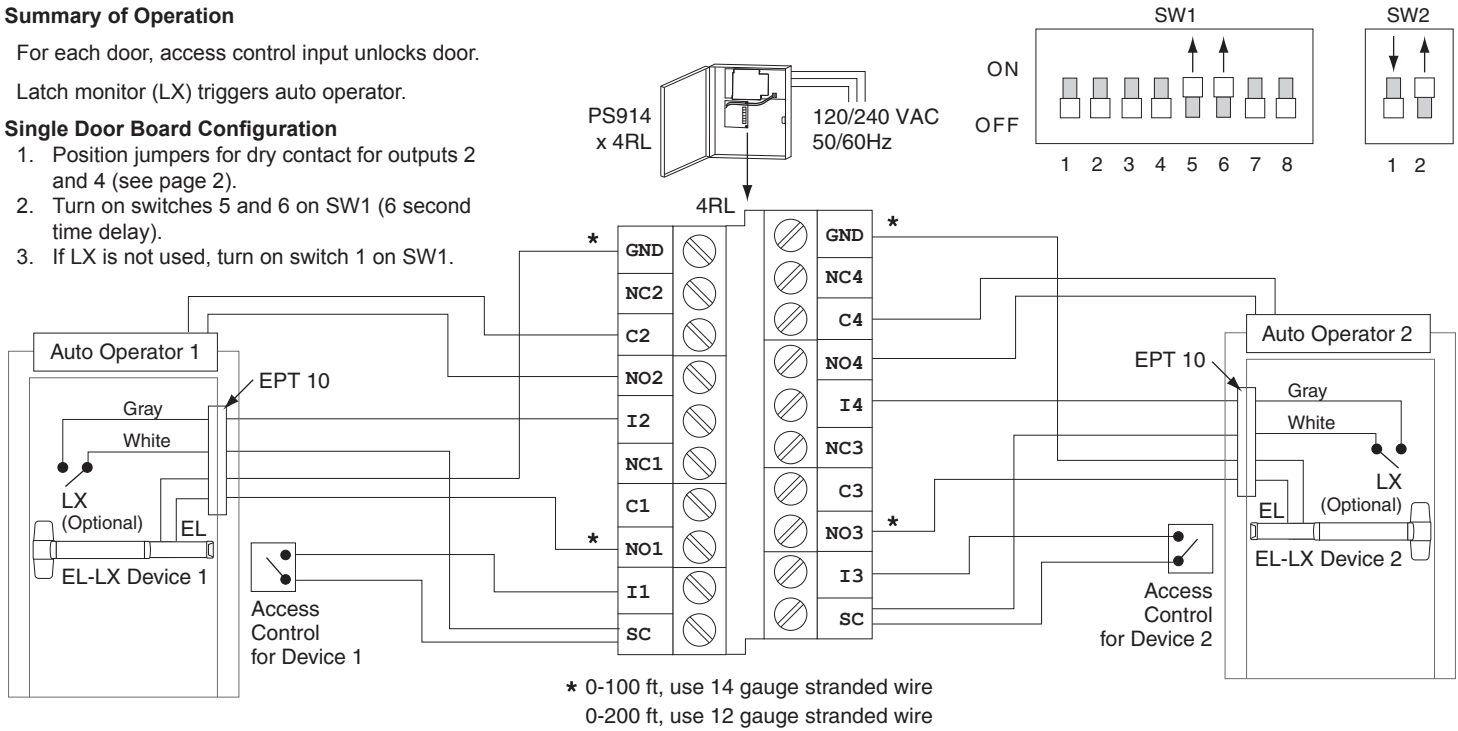 Summary of Operation
For each door, access control input unlocks door.
Latch monitor (LX) triggers auto operator.
Single Door Board Configuration
1. Position jumpers for dry contact for outputs 2
and 4 (see page 2).
2. Turn on switches 5 and 6 on SW1 (6 second
time delay).
3. If LX is not used, turn on switch 1 on SW1.
PS914
x 4RL
120/240 VAC
50/60Hz
SW1
ON
OFF
1 2 3 4 5 6 7 8
SW2
1 2
4RL
* GND
NC2
C2
NO2
I2
NC1
C1
* NO1
I1
SC
GND *
NC4
C4
NO4
I4
NC3
C3
NO3 *
I3
SC
Auto Operator 1
EPT 10
Gray
White
LX
(Optional)
EL
EL-LX Device 1
Access
Control
for Device 1
Auto Operator 2
EPT 10
Gray
White
LX
(Optional)
EL
EL-LX Device 2
Access
Control
for Device 2
* 0-100 ft, use 14 gauge stranded wire
0-200 ft, use 12 gauge stranded wire